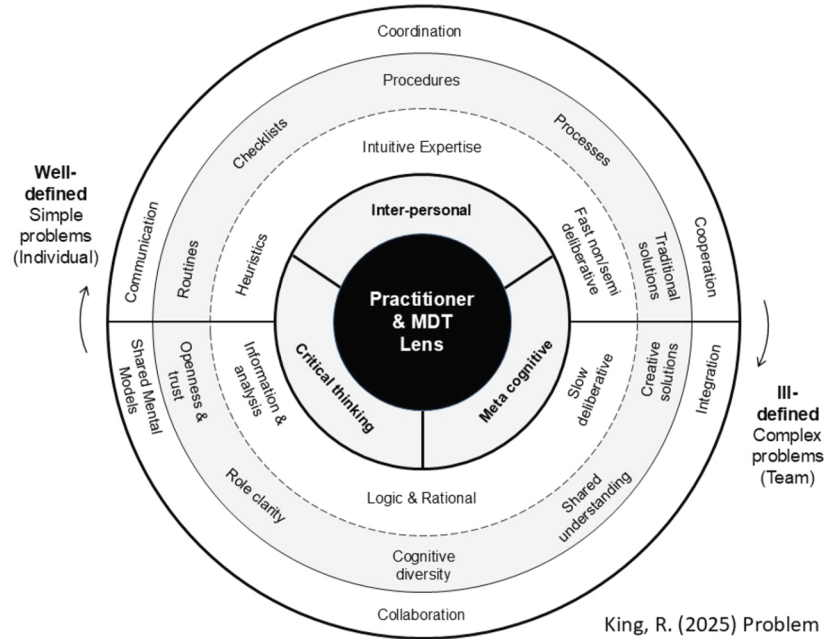 Coordination
Procedures
Checklists
Processes
Intuitive Expertise
Well-
defined
Simple
problems
(Individual)
Communication
Routines
Heuristics
Inter-personal
Fast non/semi
deliberative
Traditional
solutions
Cooperation
Practitioner
& MDT
Lens
Critical thinking
Meta cognitive
Shared Mental
Models
Openness &
trust
Information &
analysis
Slow
deliberative
Creative
solutions
Integration
Ill-
defined
Complex
problems
(Team)
Role clarity
Logic & Rational
Shared
understanding
Cognitive
diversity
Collaboration
King, R. (2025) Problem